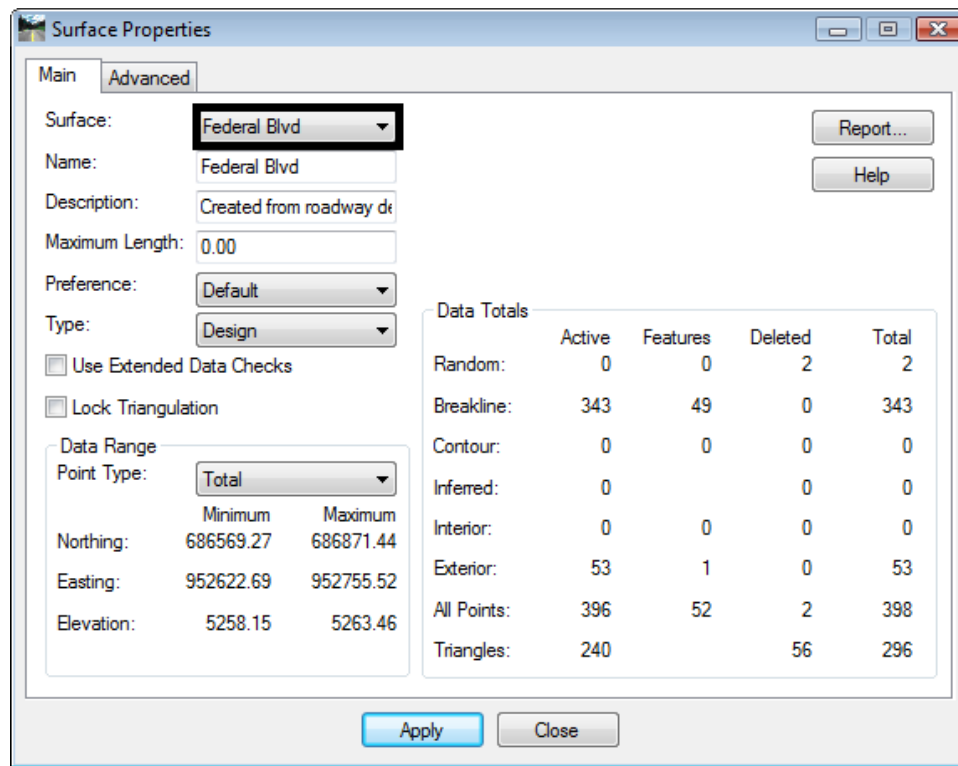 Surface Properties
Main Advanced
Surface: Federal Blvd
Report...
Name: Federal Blvd
Help
Description: Created from roadway de
Maximum Length: 0.00
Preference: Default
Type: Design
Use Extended Data Checks
Lock Triangulation
Data Range
Point Type: Total
Minimum Maximum
Northing: 686569.27 686871.44
Easting: 952622.69 952755.52
Elevation: 5258.15 5263.46
Data Totals
Active Features Deleted Total
Random: 0 0 2 2
Breakline: 343 49 0 343
Contour: 0 0 0 0
Inferred: 0 0 0
Interior: 0 0 0 0
Exterior: 53 1 0 53
All Points: 396 52 2 398
Triangles: 240 56 296
Apply Close